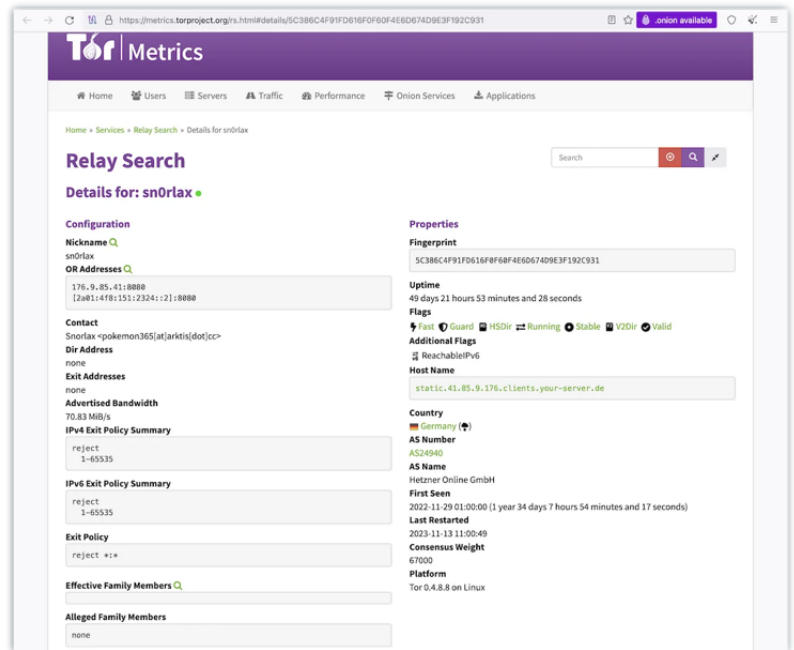 https://metrics.torproject.org/rs.html#details/5C386C4F91FD616F0F60F4E6D674D9E3F192C931
.onion available
Tor Metrics
Home
Users
Servers
Traffic
Performance
Onion Services
Applications
Home » Services » Relay Search » Details for sn0rlax
Relay Search
Search
Details for: sn0rlax
Configuration
Nickname
sn0rlax
OR Addresses
176.9.85.41:8080
[2a01:4f8:151:2324::2]:8080
Contact
Snorlax <pokemon365[at]arktis[dot]cc>
Dir Address
none
Exit Addresses
none
Advertised Bandwidth
70.83 MiB/s
IPv4 Exit Policy Summary
reject
1-65535
IPv6 Exit Policy Summary
reject
1-65535
Exit Policy
reject *:*
Effective Family Members
Alleged Family Members
none
Properties
Fingerprint
5C386C4F91FD616F0F60F4E6D674D9E3F192C931
Uptime
49 days 21 hours 53 minutes and 28 seconds
Flags
Fast Guard HSDir Running Stable V2Dir Valid
Additional Flags
ReachableIPv6
Host Name
static.41.85.9.176.clients.your-server.de
Country
Germany ( )
AS Number
AS24940
AS Name
Hetzner Online GmbH
First Seen
2022-11-29 01:00:00 (1 year 34 days 7 hours 54 minutes and 17 seconds)
Last Restarted
2023-11-13 11:00:49
Consensus Weight
67000
Platform
Tor 0.4.8.8 on Linux